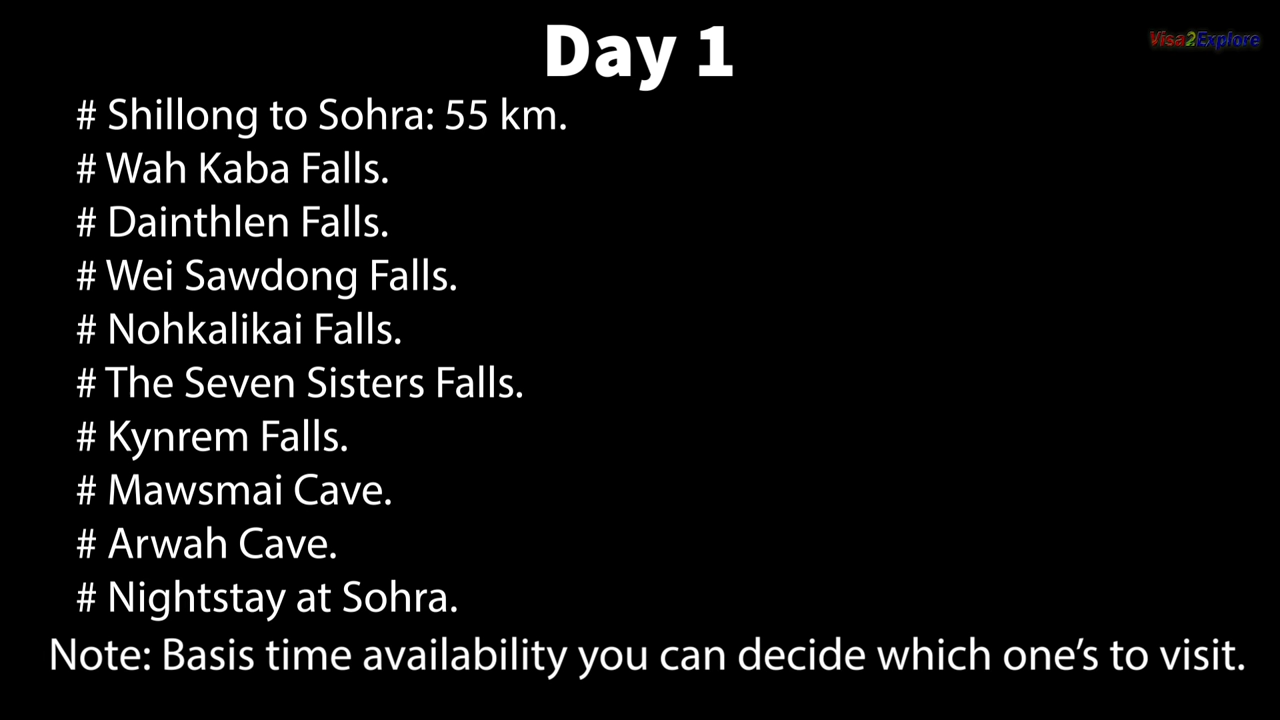 Day 1
Visa2Explore
# Shillong to Sohra: 55 km.
# Wah Kaba Falls.
# Dainthlen Falls.
# Wei Sawdong Falls.
# Nohkalikai Falls.
# The Seven Sisters Falls.
# Kynrem Falls.
# Mawsmai Cave.
# Arwah Cave.
# Nightstay at Sohra.
Note: Basis time availability you can decide which one’s to visit.